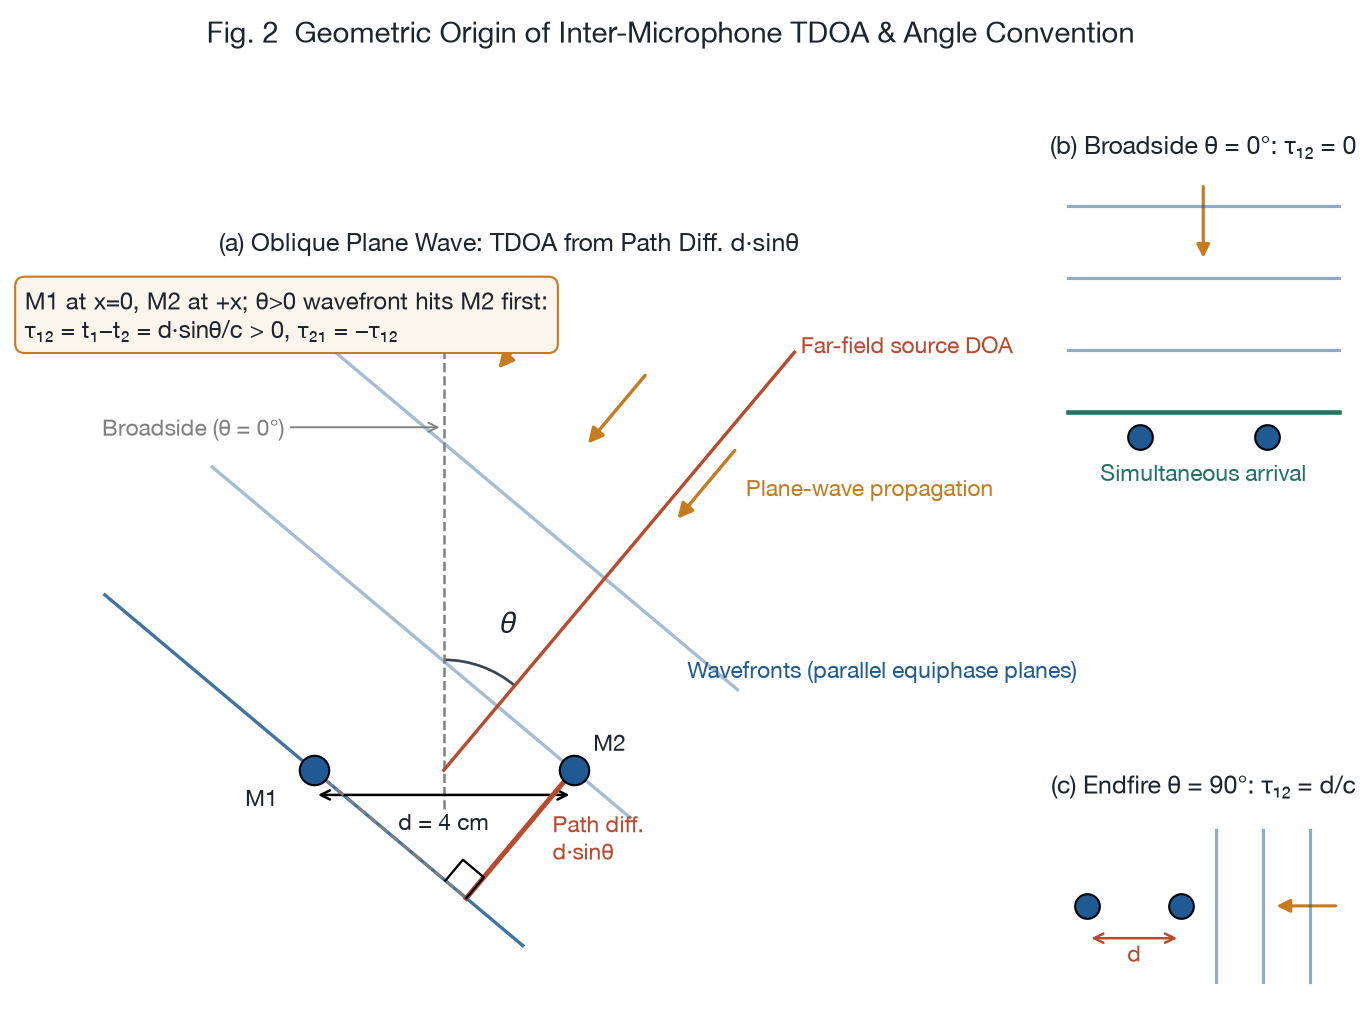 Fig. 2  Geometric Origin of Inter-Microphone TDOA & Angle Convention
(a) Oblique Plane Wave: TDOA from Path Diff. d·sinθ
M1 at x=0, M2 at +x; θ>0 wavefront hits M2 first:
τ₁₂ = t₁−t₂ = d·sinθ/c > 0, τ₂₁ = −τ₁₂
Far-field source DOA
Broadside (θ = 0°)
Plane-wave propagation
θ
Wavefronts (parallel equiphase planes)
M2
M1
d = 4 cm
Path diff.
d·sinθ
(b) Broadside θ = 0°: τ₁₂ = 0
Simultaneous arrival
(c) Endfire θ = 90°: τ₁₂ = d/c
d